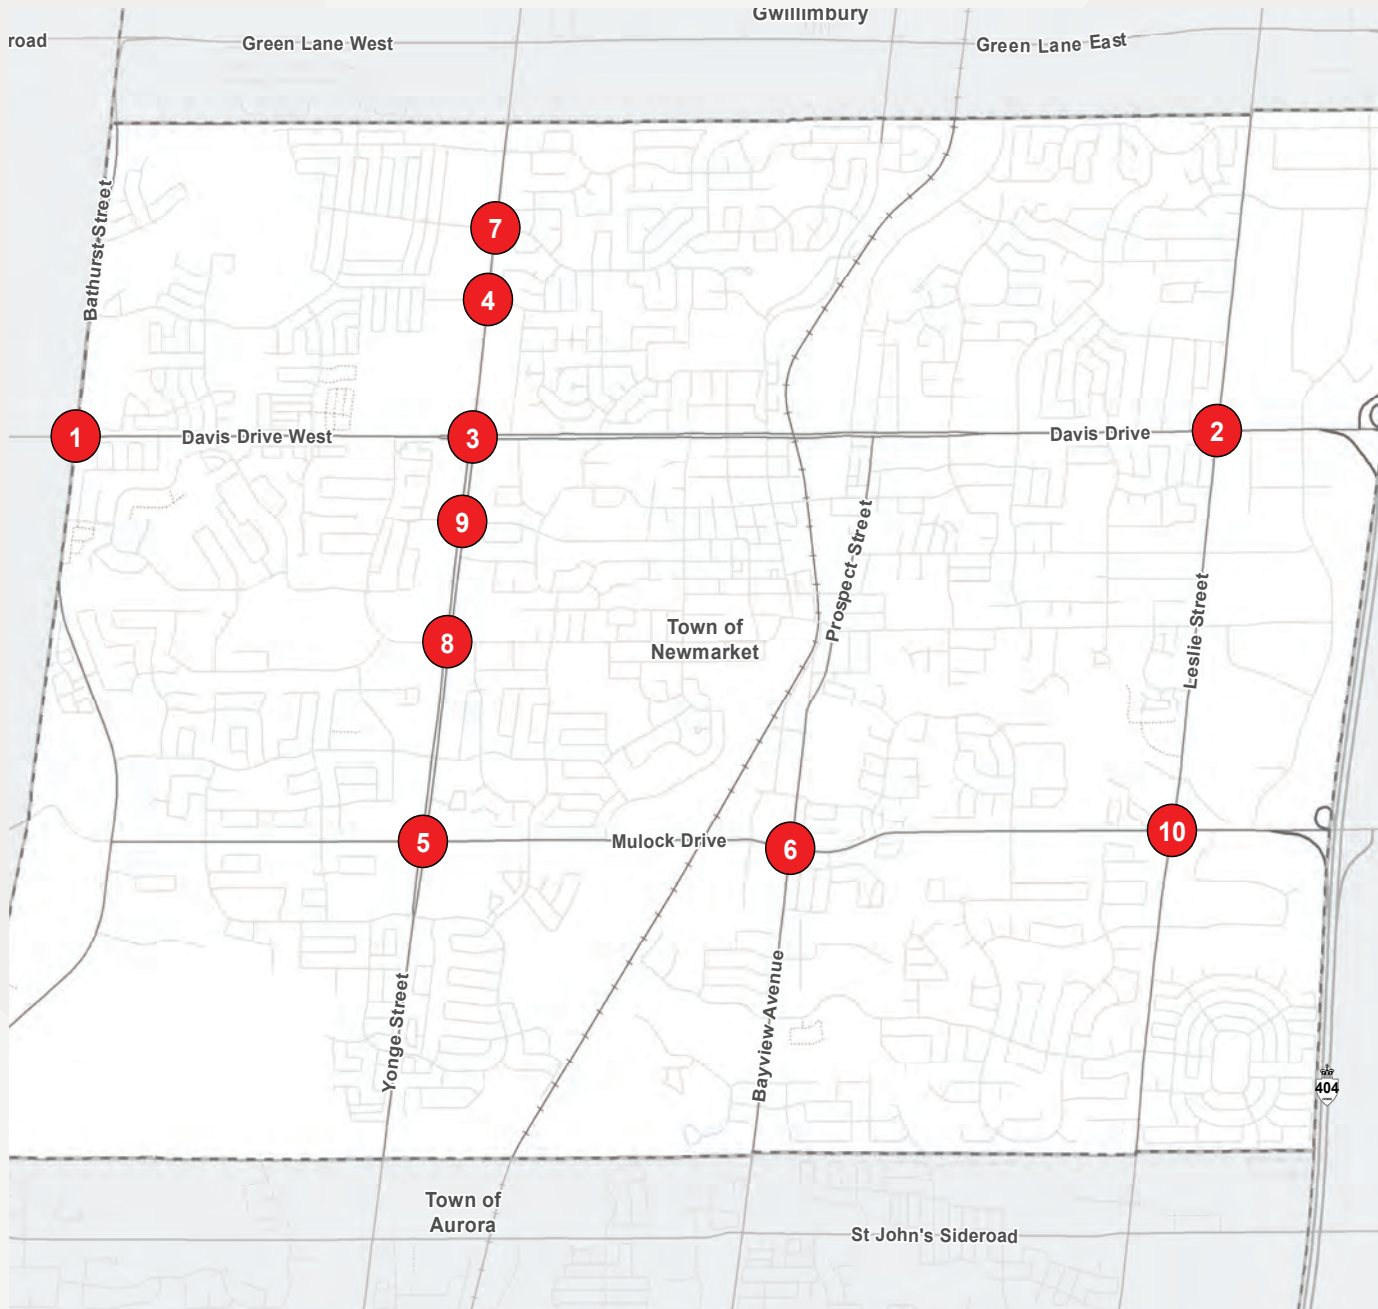 Gwillimbury
road
Green Lane West
Green Lane East
Bathurst Street
7
4
1
Davis Drive West
3
Davis Drive
2
9
Prospect Street
8
Town of
Newmarket
Leslie Street
5
Mulock Drive
6
10
Yonge Street
Bayview Avenue
404
Town of
Aurora
St John's Sideroad